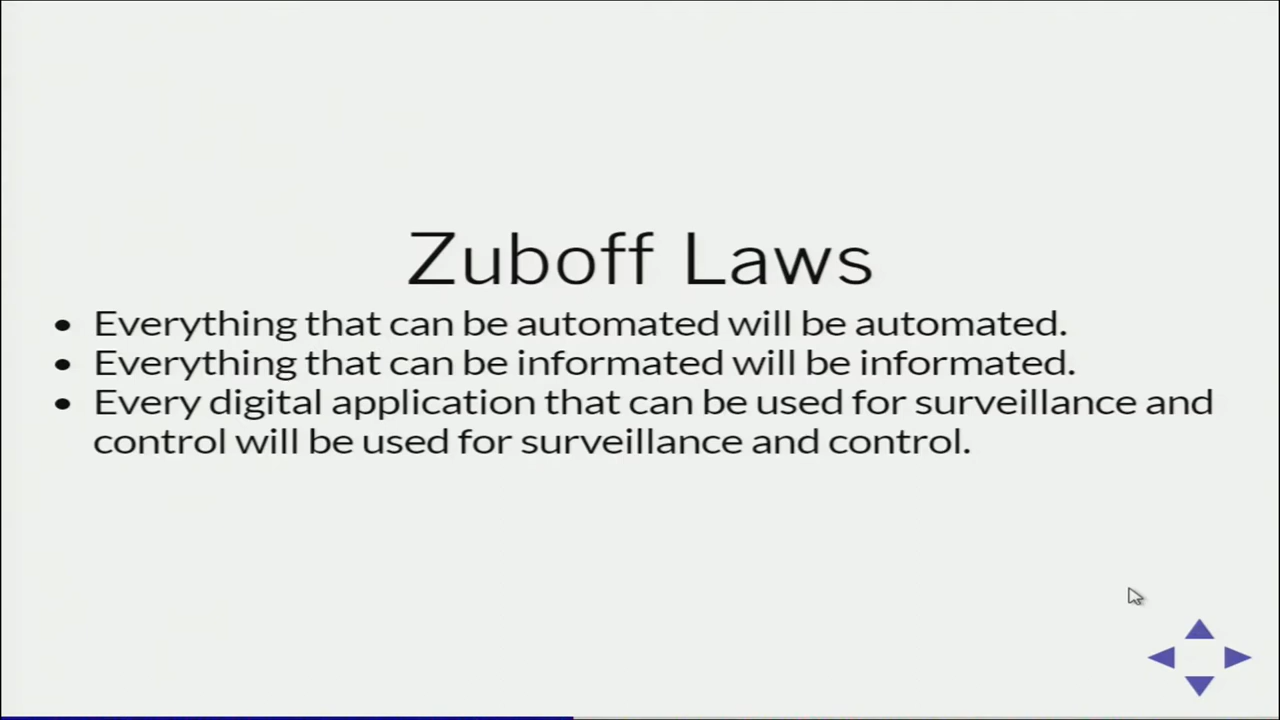 Zuboff Laws
• Everything that can be automated will be automated.
• Everything that can be informated will be informated.
• Every digital application that can be used for surveillance and
control will be used for surveillance and control.